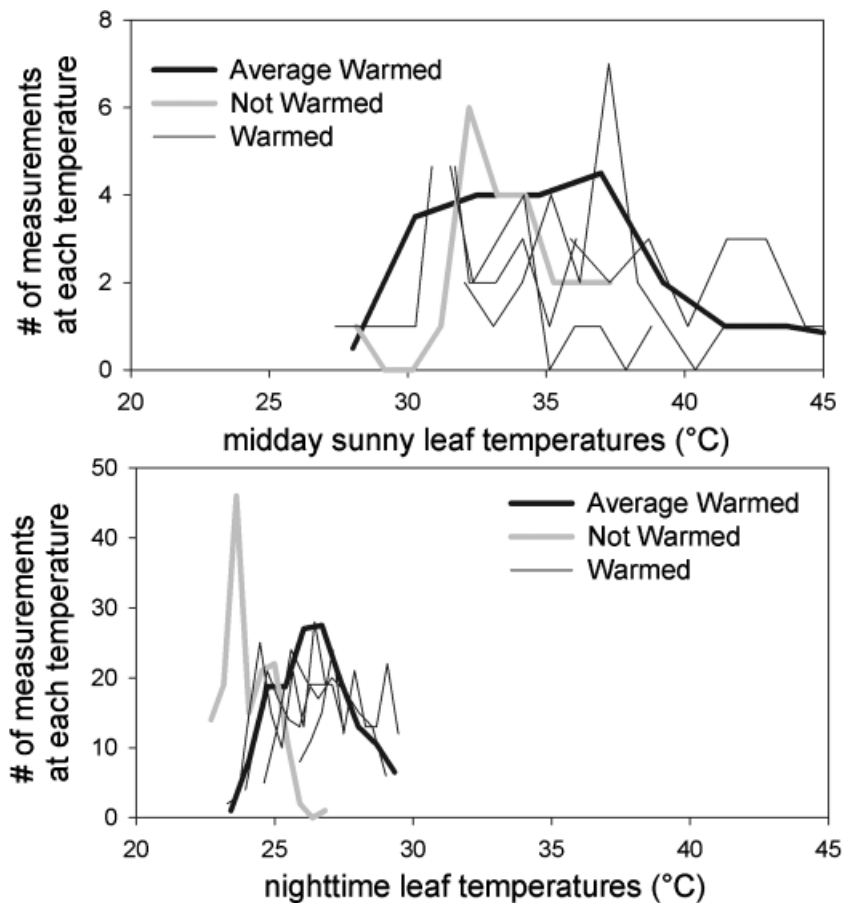 8
6
4
2
0
Average Warmed
Not Warmed
Warmed
# of measurements
at each temperature
20 25 30 35 40 45
midday sunny leaf temperatures (°C)
50
40
30
20
10
0
Average Warmed
Not Warmed
Warmed
# of measurements
at each temperature
20 25 30 35 40 45
nighttime leaf temperatures (°C)